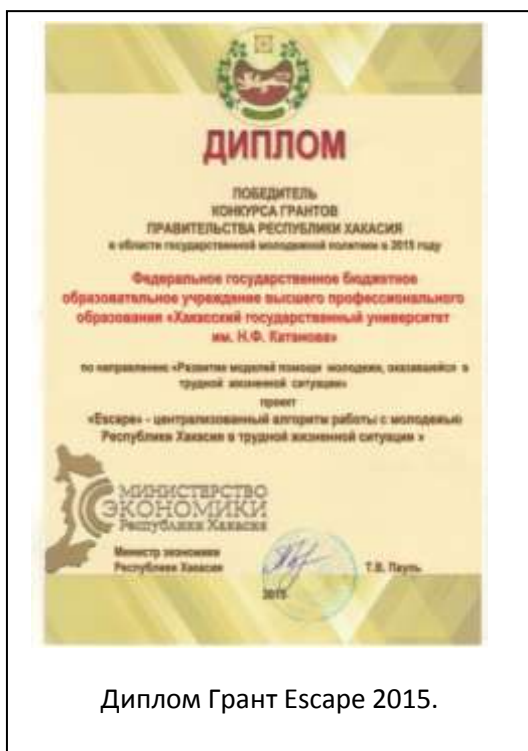 ДИПЛОМ
ПОБЕДИТЕЛЬ
КОНКУРСА ГРАНТОВ
ПРАВИТЕЛЬСТВА РЕСПУБЛИКИ ХАКАСИЯ
в области государственной молодежной политики в 2015 году
Федеральное государственное бюджетное
образовательное учреждение высшего профессионального
образования «Хакасский государственный университет
им. Н.Ф. Катанова»
по направлению «Развитие моделей помощи молодежи, оказавшейся в
трудной жизненной ситуации»
проект
«Escape» - централизованный алгоритм работы с молодежью
Республики Хакасия в трудной жизненной ситуации »
МИНИСТЕРСТВО
ЭКОНОМИКИ
Республики Хакасия
Министр экономики
Республики Хакасия
Т.В. Пауль
2015
Диплом Грант Escape 2015.